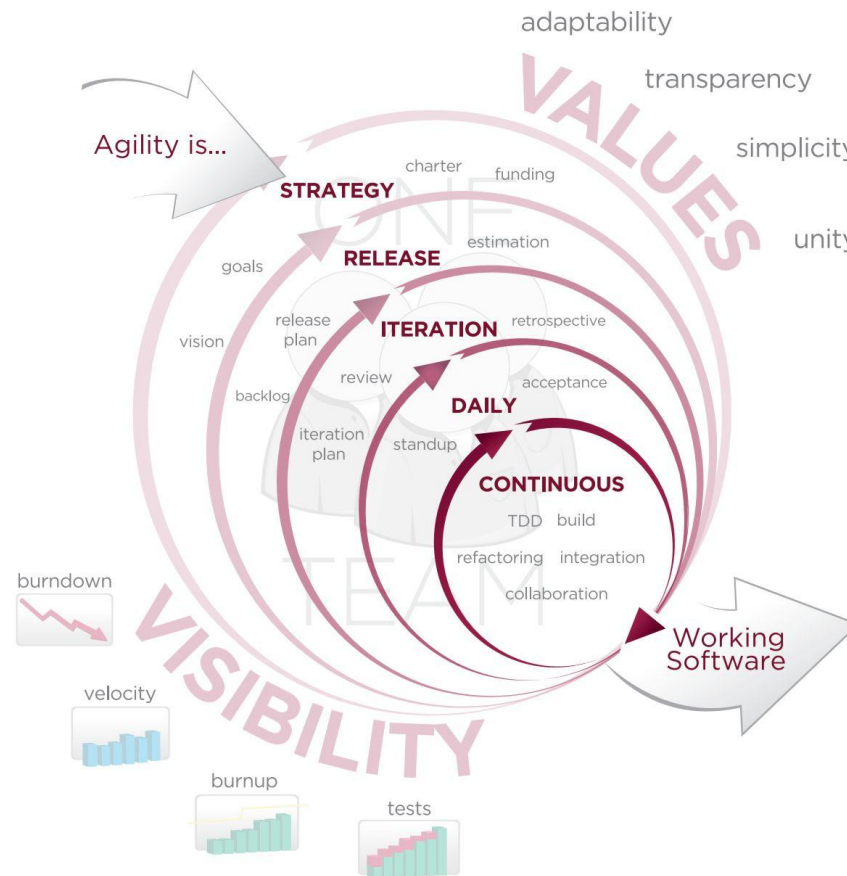 adaptability
VALUES
transparency
simplicity
unity
Agility is...
STRATEGY
charter
funding
ONE
goals
RELEASE
estimation
vision
release
plan
ITERATION
retrospective
backlog
review
acceptance
DAILY
iteration
plan
standup
CONTINUOUS
TDD
build
refactoring
integration
collaboration
TEAM
Working
Software
VISIBILITY
burndown
velocity
burnup
tests